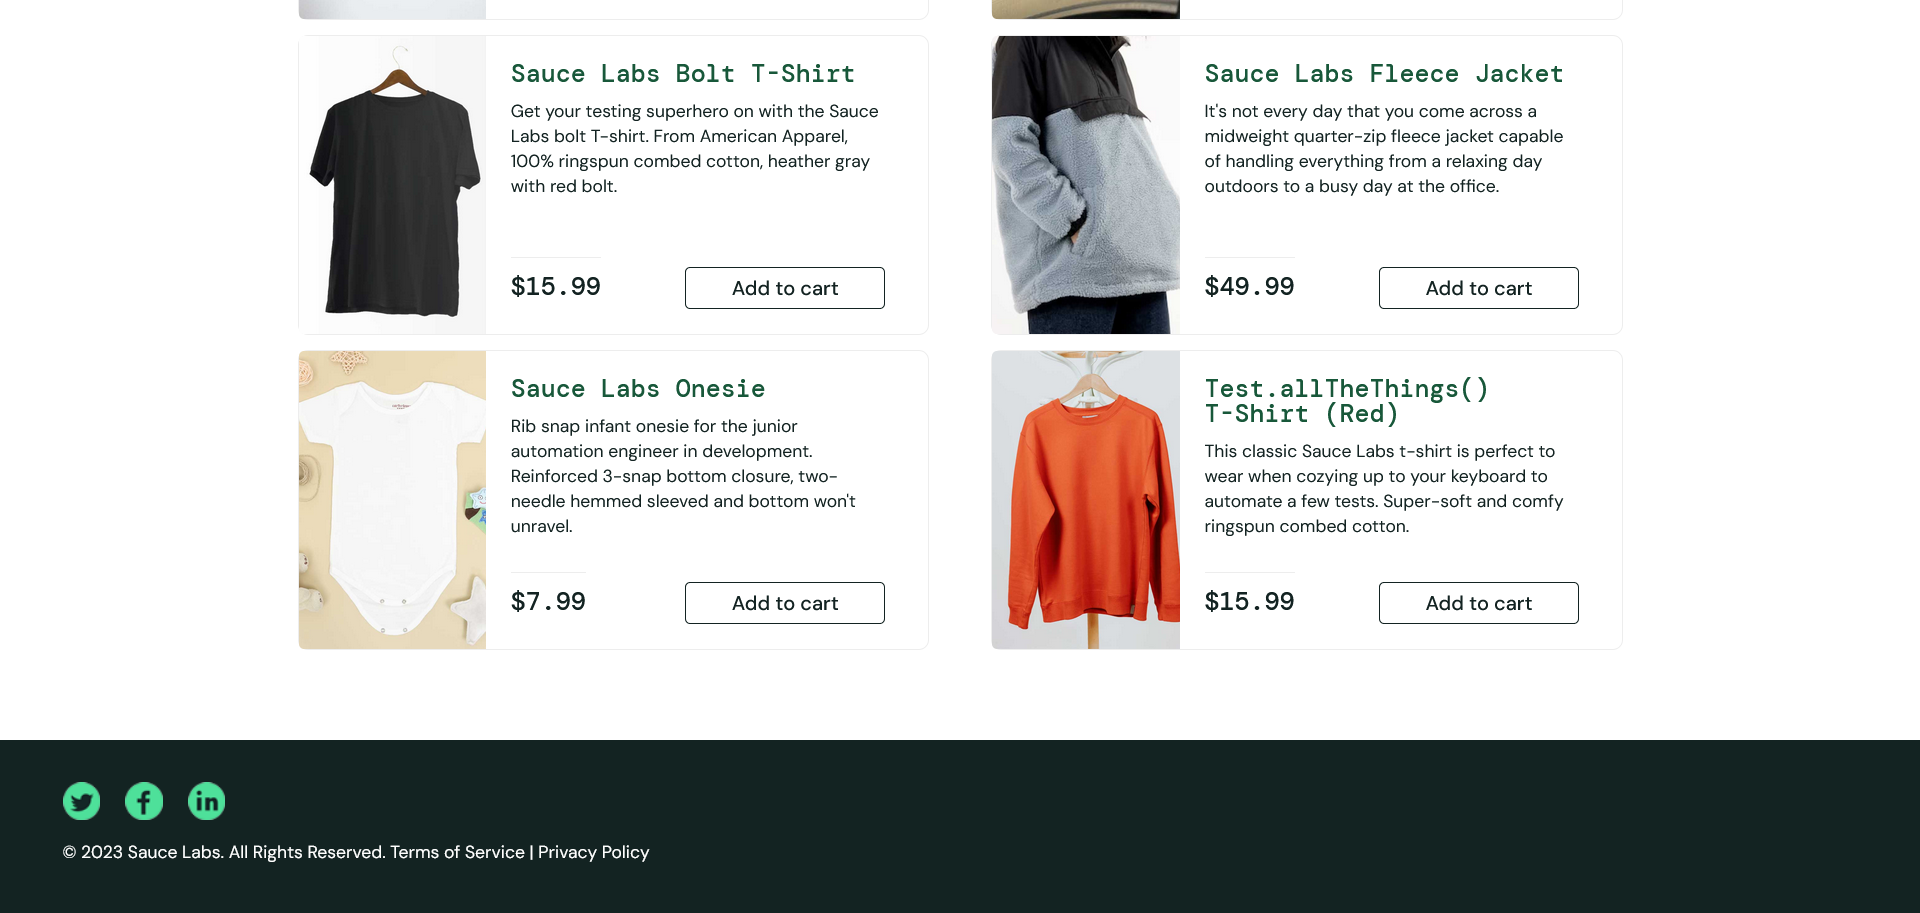 Sauce Labs Bolt T-Shirt
Get your testing superhero on with the Sauce
Labs bolt T-shirt. From American Apparel,
100% ringspun combed cotton, heather gray
with red bolt.
$15.99
Add to cart
Sauce Labs Fleece Jacket
It's not every day that you come across a
midweight quarter-zip fleece jacket capable
of handling everything from a relaxing day
outdoors to a busy day at the office.
$49.99
Add to cart
Sauce Labs Onesie
Rib snap infant onesie for the junior
automation engineer in development.
Reinforced 3-snap bottom closure, two-
needle hemmed sleeved and bottom won't
unravel.
$7.99
Add to cart
Test.allTheThings()
T-Shirt (Red)
This classic Sauce Labs t-shirt is perfect to
wear when cozying up to your keyboard to
automate a few tests. Super-soft and comfy
ringspun combed cotton.
$15.99
Add to cart
© 2023 Sauce Labs. All Rights Reserved. Terms of Service | Privacy Policy